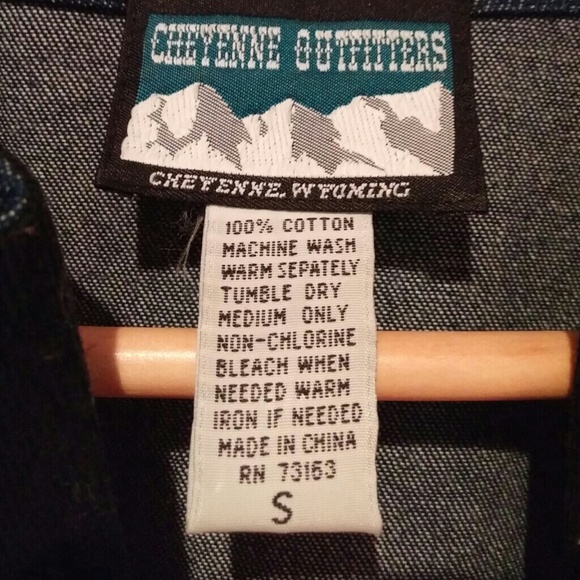 CHEYENNE OUTFITTERS
CHEYENNE, WYOMING
100% COTTON
MACHINE WASH
WARM SEPATELY
TUMBLE DRY
MEDIUM ONLY
NON-CHLORINE
BLEACH WHEN
NEEDED WARM
IRON IF NEEDED
MADE IN CHINA
RN 73163
S